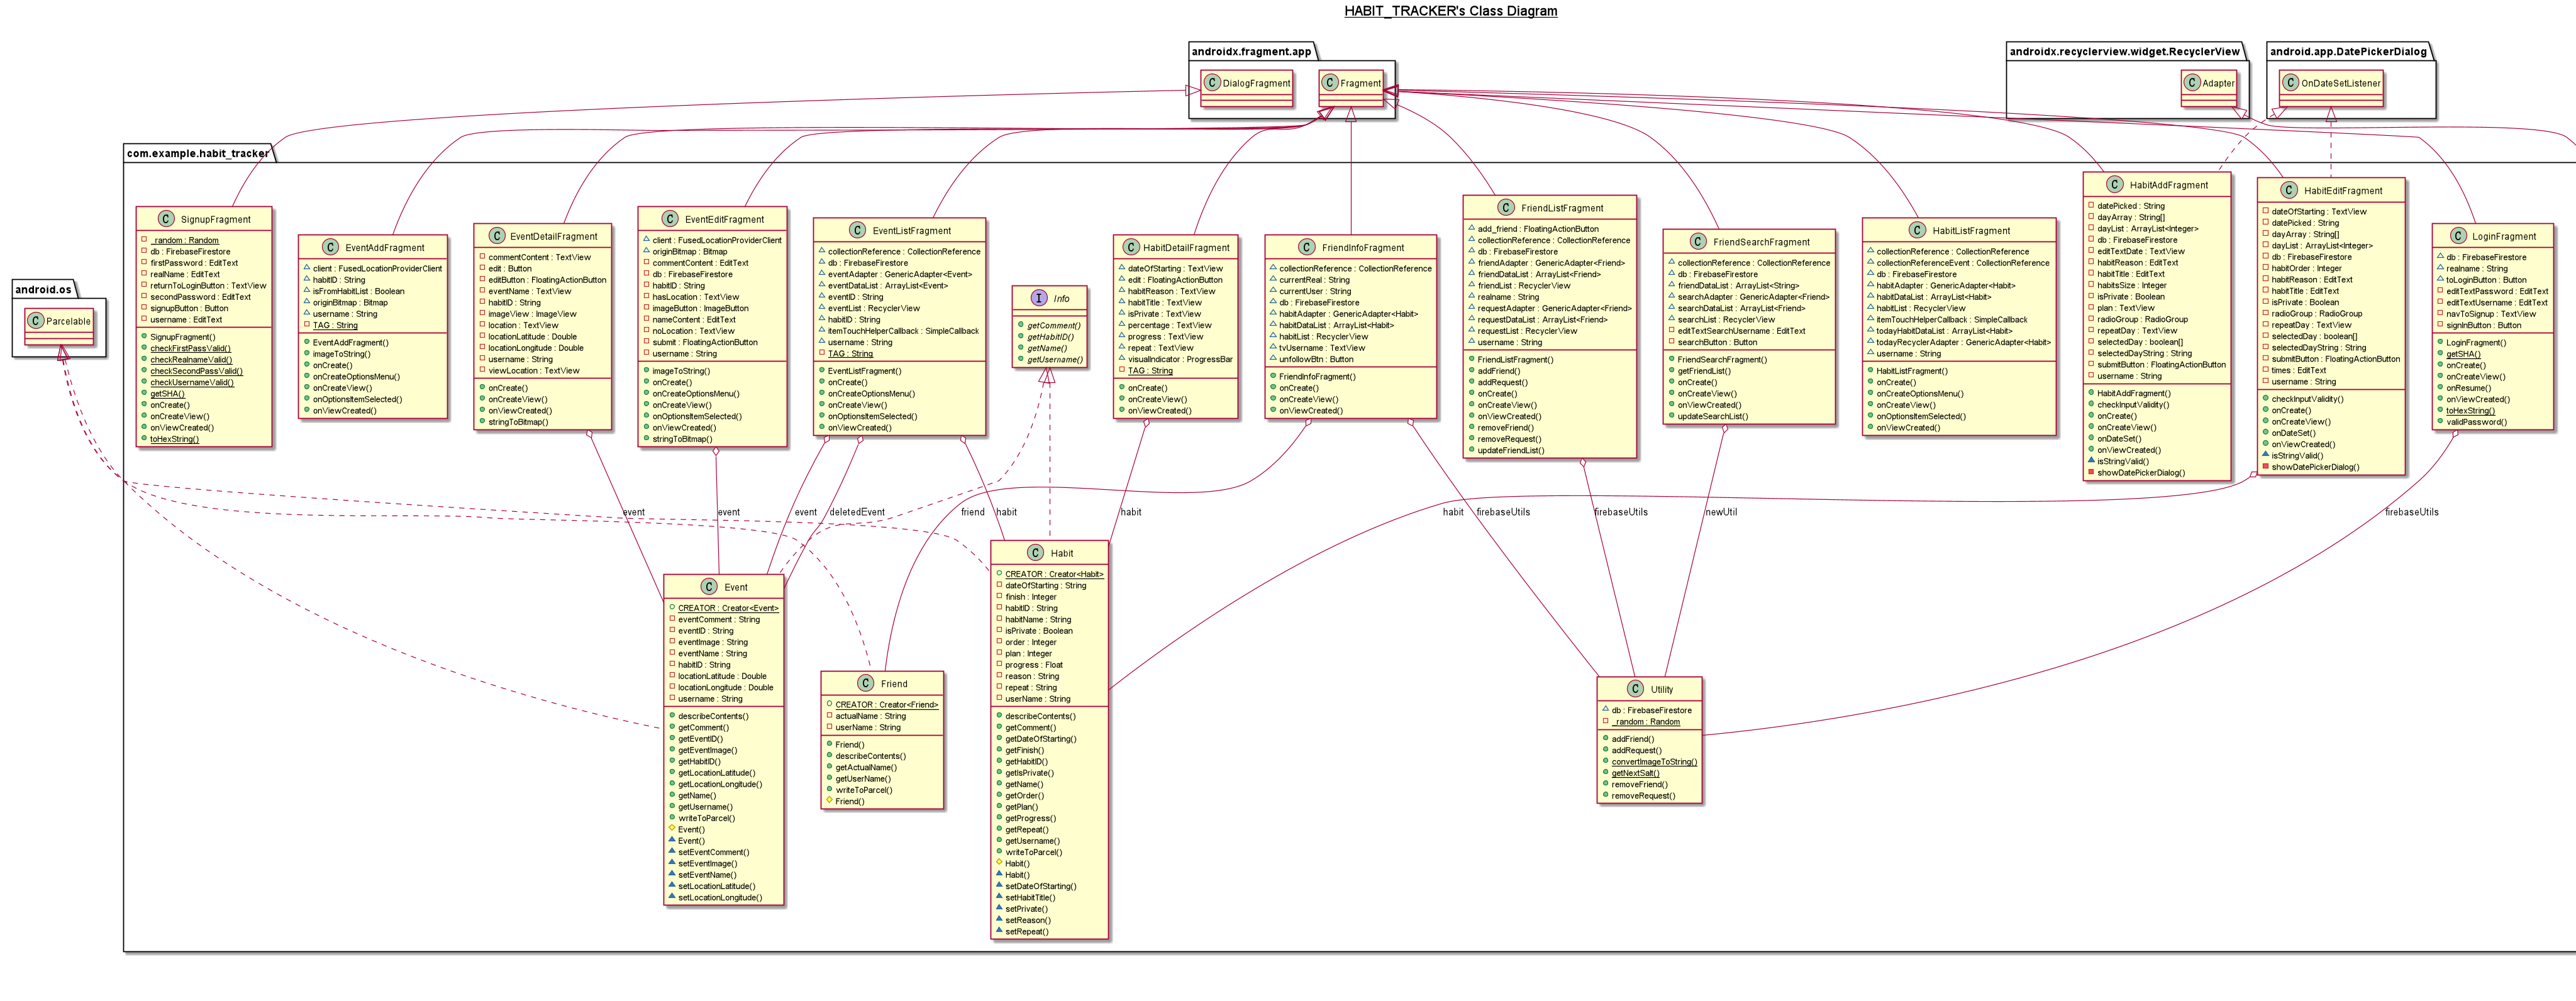 HABIT_TRACKER's Class Diagram
androidx.fragment.app
DialogFragment
Fragment
androidx.recyclerview.widget.RecyclerView
Adapter
android.app.DatePickerDialog
OnDateSetListener
com.example.habit_tracker
android.os
Parcelable
SignupFragment
_random : Random
db : FirebaseFirestore
firstPassword : EditText
realName : EditText
returnToLoginButton : TextView
secondPassword : EditText
signupButton : Button
username : EditText
SignupFragment()
checkFirstPassValid()
checkRealnameValid()
checkSecondPassValid()
checkUsernameValid()
getSHA()
onCreate()
onCreateView()
onViewCreated()
toHexString()
EventAddFragment
client : FusedLocationProviderClient
habitID : String
isFromHabitList : Boolean
originBitmap : Bitmap
username : String
TAG : String
EventAddFragment()
imageToString()
onCreate()
onCreateOptionsMenu()
onCreateView()
onOptionsItemSelected()
onViewCreated()
EventDetailFragment
commentContent : TextView
edit : Button
editButton : FloatingActionButton
eventName : TextView
habitID : String
imageView : ImageView
location : TextView
locationLatitude : Double
locationLongitude : Double
username : String
viewLocation : TextView
onCreate()
onCreateView()
onViewCreated()
stringToBitmap()
EventEditFragment
client : FusedLocationProviderClient
originBitmap : Bitmap
commentContent : EditText
db : FirebaseFirestore
habitID : String
hasLocation : TextView
imageButton : ImageButton
nameContent : EditText
noLocation : TextView
submit : FloatingActionButton
username : String
imageToString()
onCreate()
onCreateOptionsMenu()
onCreateView()
onOptionsItemSelected()
onViewCreated()
stringToBitmap()
EventListFragment
collectionReference : CollectionReference
db : FirebaseFirestore
eventAdapter : GenericAdapter<Event>
eventDataList : ArrayList<Event>
eventID : String
eventList : RecyclerView
habitID : String
itemTouchHelperCallback : SimpleCallback
username : String
TAG : String
EventListFragment()
onCreate()
onCreateOptionsMenu()
onCreateView()
onOptionsItemSelected()
onViewCreated()
Info
getComment()
getHabitID()
getName()
getUsername()
HabitDetailFragment
dateOfStarting : TextView
edit : FloatingActionButton
habitReason : TextView
habitTitle : TextView
isPrivate : TextView
percentage : TextView
progress : TextView
repeat : TextView
visualIndicator : ProgressBar
TAG : String
onCreate()
onCreateView()
onViewCreated()
FriendInfoFragment
collectionReference : CollectionReference
currentReal : String
currentUser : String
db : FirebaseFirestore
habitAdapter : GenericAdapter<Habit>
habitDataList : ArrayList<Habit>
habitList : RecyclerView
tvUsername : TextView
unfollowBtn : Button
FriendInfoFragment()
onCreate()
onCreateView()
onViewCreated()
FriendListFragment
add_friend : FloatingActionButton
collectionReference : CollectionReference
db : FirebaseFirestore
friendAdapter : GenericAdapter<Friend>
friendDataList : ArrayList<Friend>
friendList : RecyclerView
realname : String
requestAdapter : GenericAdapter<Friend>
requestDataList : ArrayList<Friend>
requestList : RecyclerView
username : String
FriendListFragment()
addFriend()
addRequest()
onCreate()
onCreateView()
onViewCreated()
removeFriend()
removeRequest()
updateFriendList()
FriendSearchFragment
collectionReference : CollectionReference
db : FirebaseFirestore
friendDataList : ArrayList<String>
searchAdapter : GenericAdapter<Friend>
searchDataList : ArrayList<Friend>
searchList : RecyclerView
editTextSearchUsername : EditText
searchButton : Button
FriendSearchFragment()
getFriendList()
onCreate()
onCreateView()
onViewCreated()
updateSearchList()
HabitListFragment
collectionReference : CollectionReference
collectionReferenceEvent : CollectionReference
db : FirebaseFirestore
habitAdapter : GenericAdapter<Habit>
habitDataList : ArrayList<Habit>
habitList : RecyclerView
itemTouchHelperCallback : SimpleCallback
todayHabitDataList : ArrayList<Habit>
todayRecyclerAdapter : GenericAdapter<Habit>
username : String
HabitListFragment()
onCreate()
onCreateOptionsMenu()
onCreateView()
onOptionsItemSelected()
onViewCreated()
HabitAddFragment
datePicked : String
dayArray : String[]
dayList : ArrayList<Integer>
db : FirebaseFirestore
editTextDate : TextView
habitReason : EditText
habitTitle : EditText
habitsSize : Integer
isPrivate : Boolean
plan : TextView
radioGroup : RadioGroup
repeatDay : TextView
selectedDay : boolean[]
selectedDayString : String
submitButton : FloatingActionButton
username : String
HabitAddFragment()
checkInputValidity()
onCreate()
onCreateView()
onDateSet()
onViewCreated()
isStringValid()
showDatePickerDialog()
HabitEditFragment
dateOfStarting : TextView
datePicked : String
dayArray : String[]
dayList : ArrayList<Integer>
db : FirebaseFirestore
habitOrder : Integer
habitReason : EditText
habitTitle : EditText
isPrivate : Boolean
radioGroup : RadioGroup
repeatDay : TextView
selectedDay : boolean[]
selectedDayString : String
submitButton : FloatingActionButton
times : EditText
username : String
checkInputValidity()
onCreate()
onCreateView()
onDateSet()
onViewCreated()
isStringValid()
showDatePickerDialog()
LoginFragment
db : FirebaseFirestore
realname : String
toLoginButton : Button
editTextPassword : EditText
editTextUsername : EditText
navToSignup : TextView
signInButton : Button
LoginFragment()
getSHA()
onCreate()
onCreateView()
onResume()
onViewCreated()
toHexString()
validPassword()
event
event
event
deletedEvent
friend
habit
habit
habit
firebaseUtils
firebaseUtils
newUtil
firebaseUtils
Event
CREATOR : Creator<Event>
eventComment : String
eventID : String
eventImage : String
eventName : String
habitID : String
locationLatitude : Double
locationLongitude : Double
username : String
describeContents()
getComment()
getEventID()
getEventImage()
getHabitID()
getLocationLatitude()
getLocationLongitude()
getName()
getUsername()
writeToParcel()
Event()
Event()
setEventComment()
setEventImage()
setEventName()
setLocationLatitude()
setLocationLongitude()
Friend
CREATOR : Creator<Friend>
actualName : String
userName : String
Friend()
describeContents()
getActualName()
getUserName()
writeToParcel()
Friend()
Habit
CREATOR : Creator<Habit>
dateOfStarting : String
finish : Integer
habitID : String
habitName : String
isPrivate : Boolean
order : Integer
plan : Integer
progress : Float
reason : String
repeat : String
userName : String
describeContents()
getComment()
getDateOfStarting()
getFinish()
getHabitID()
getIsPrivate()
getName()
getOrder()
getPlan()
getProgress()
getRepeat()
getUsername()
writeToParcel()
Habit()
Habit()
setDateOfStarting()
setHabitTitle()
setPrivate()
setReason()
setRepeat()
Utility
db : FirebaseFirestore
_random : Random
addFriend()
addRequest()
convertImageToString()
getNextSalt()
removeFriend()
removeRequest()